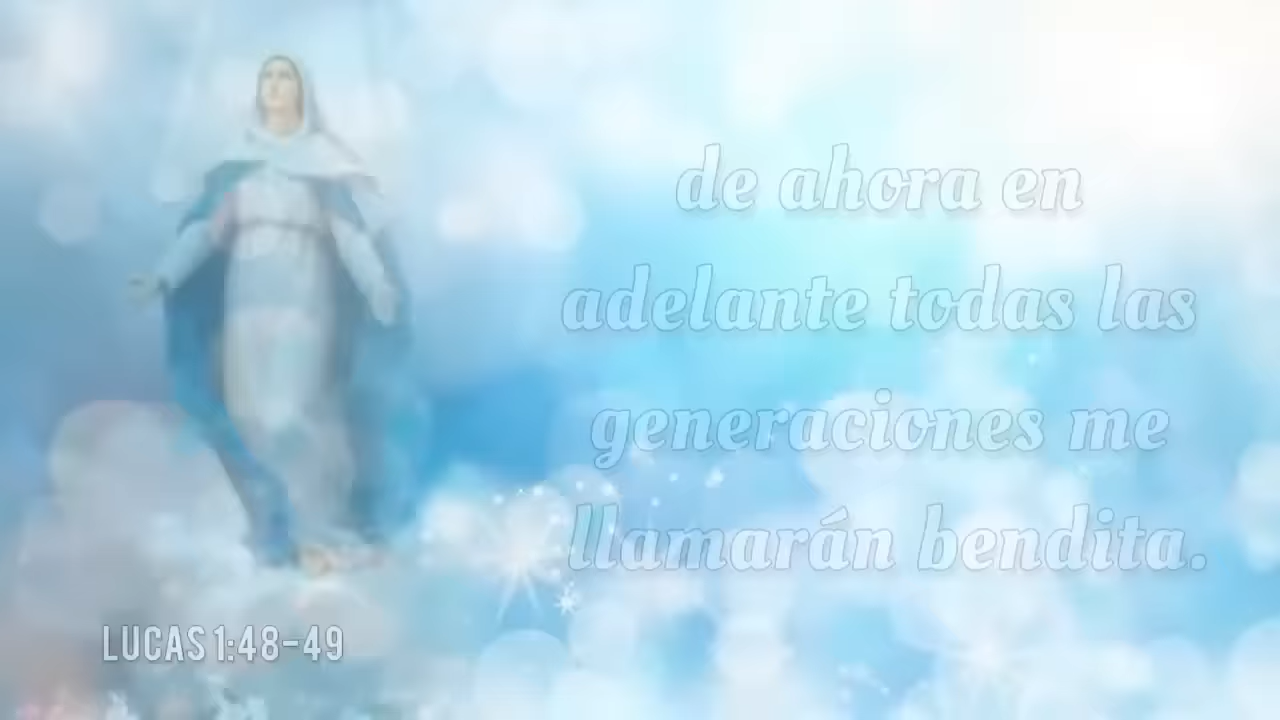 de ahora en
adelante todas las
generaciones me
llamarán bendita.
LUCAS 1:48-49